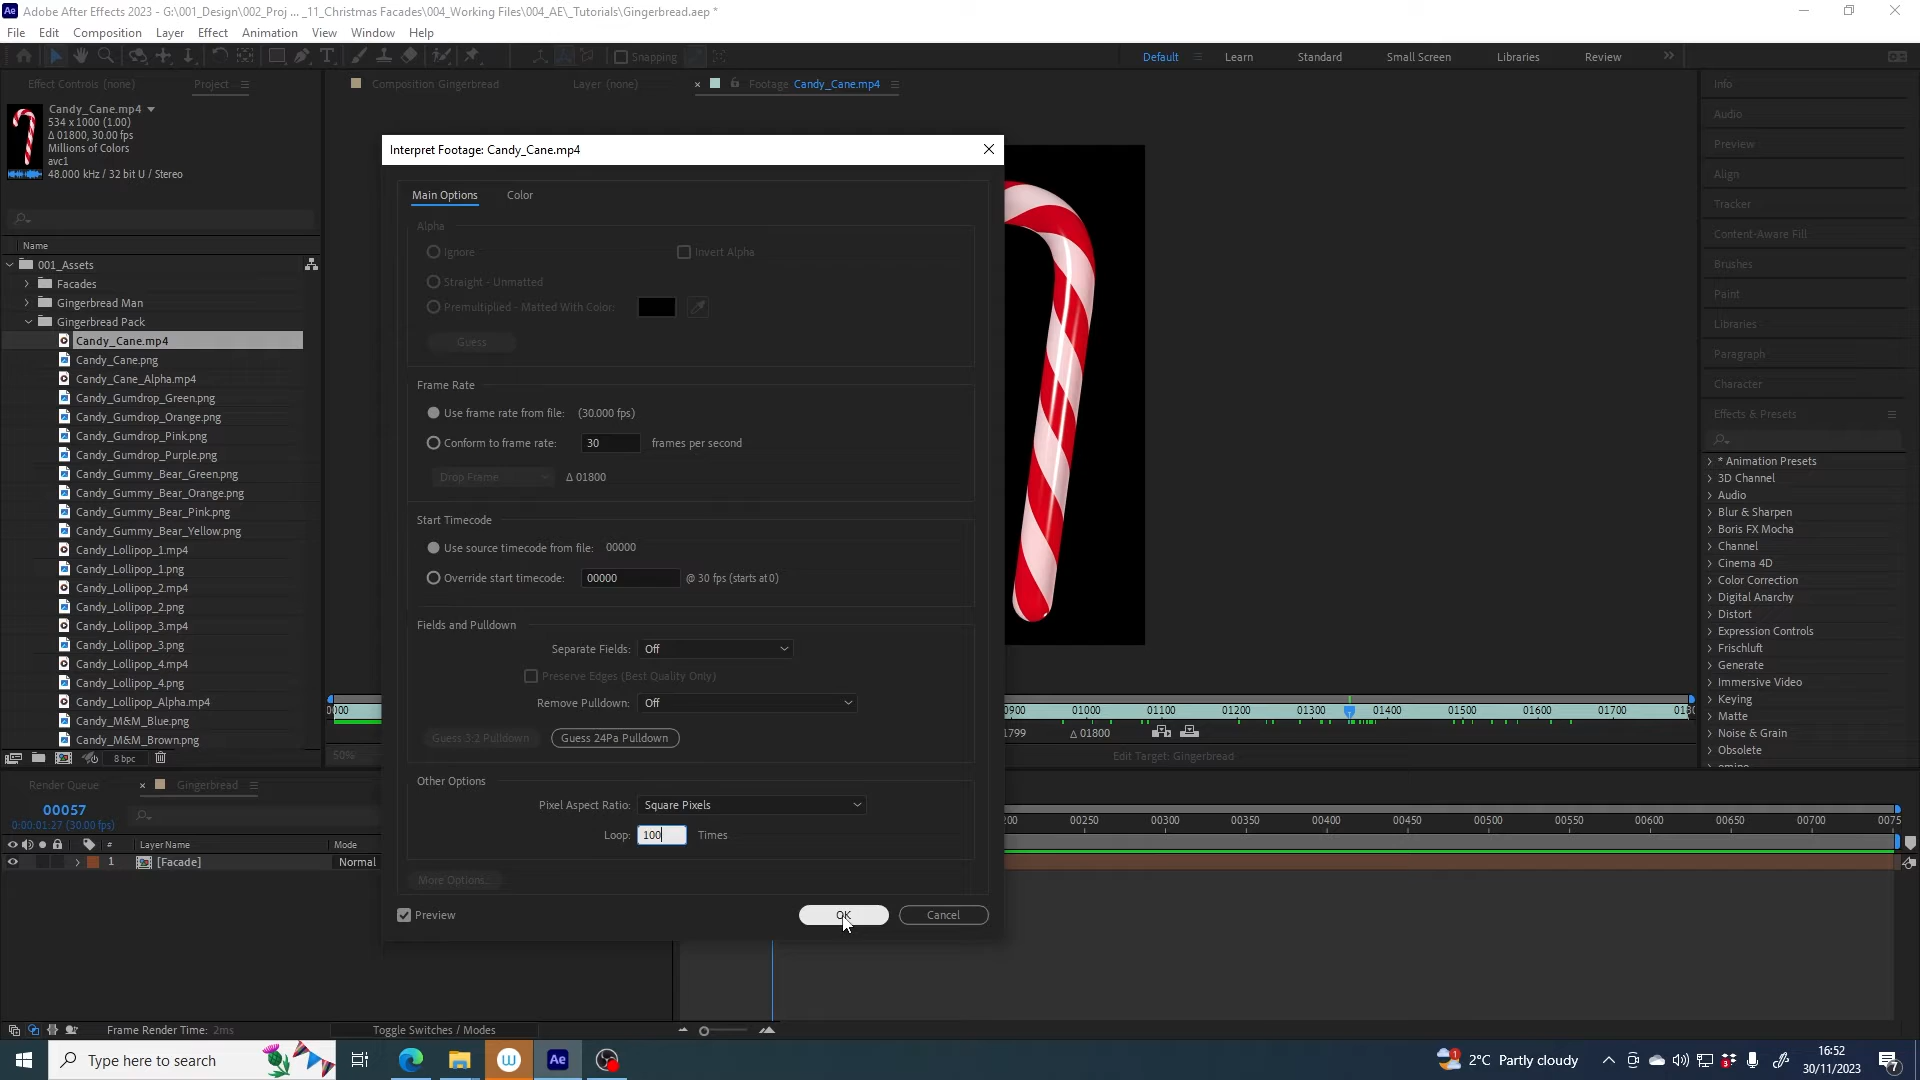 Adobe After Effects 2023 - G:\001_Design\002_Proj ... _11_Christmas Facades\004_Working Files\004_AE\_Tutorials\Gingerbread.aep *
File Edit Composition Layer Effect Animation View Window Help
Snapping
Default Learn Standard Small Screen Libraries Review
Effect Controls (none) Project
Composition Gingerbread Layer (none) Footage Candy_Cane.mp4
Candy_Cane.mp4
534 x 1000 (1.00)
Δ 01800, 30.00 fps
Millions of Colors
avc1
48.000 kHz / 32 bit U / Stereo
Name
001_Assets
Facades
Gingerbread Man
Gingerbread Pack
Candy_Cane.mp4
Candy_Cane.png
Candy_Cane_Alpha.mp4
Candy_Gumdrop_Green.png
Candy_Gumdrop_Orange.png
Candy_Gumdrop_Pink.png
Candy_Gumdrop_Purple.png
Candy_Gummy_Bear_Green.png
Candy_Gummy_Bear_Orange.png
Candy_Gummy_Bear_Pink.png
Candy_Gummy_Bear_Yellow.png
Candy_Lollipop_1.mp4
Candy_Lollipop_1.png
Candy_Lollipop_2.mp4
Candy_Lollipop_2.png
Candy_Lollipop_3.mp4
Candy_Lollipop_3.png
Candy_Lollipop_4.mp4
Candy_Lollipop_4.png
Candy_Lollipop_Alpha.mp4
Candy_M&M_Blue.png
Candy_M&M_Brown.png
8 bpc
Interpret Footage: Candy_Cane.mp4
Main Options Color
Alpha
Ignore Invert Alpha
Straight - Unmatted
Premultiplied - Matted With Color:
Guess
Frame Rate
Use frame rate from file: (30.000 fps)
Conform to frame rate: 30 frames per second
Drop Frame Δ 01800
Start Timecode
Use source timecode from file: 00000
Override start timecode: 00000 @ 30 fps (starts at 0)
Fields and Pulldown
Separate Fields: Off
Preserve Edges (Best Quality Only)
Remove Pulldown: Off
Guess 3:2 Pulldown Guess 24Pa Pulldown
Other Options
Pixel Aspect Ratio: Square Pixels
Loop: 100 Times
More Options...
Preview OK Cancel
01000 01100 01200 01300 01400 01500 01600 01700
Δ 01800
50%
Edit Target: Gingerbread
Info
Audio
Preview
Align
Tracker
Content-Aware Fill
Brushes
Paint
Libraries
Paragraph
Character
Effects & Presets
* Animation Presets
3D Channel
Audio
Blur & Sharpen
Boris FX Mocha
Channel
Cinema 4D
Color Correction
Digital Anarchy
Distort
Expression Controls
Frischluft
Generate
Immersive Video
Keying
Matte
Noise & Grain
Obsolete
Render Queue Gingerbread
00057
0:00:01:27 (30.00 fps)
# Layer Name Mode
1 [Facade] Normal
00250 00300 00350 00400 00450 00500 00550 00600 00650 00700
Frame Render Time: 2ms Toggle Switches / Modes
Type here to search
Ae
2°C Partly cloudy
16:52
30/11/2023
7